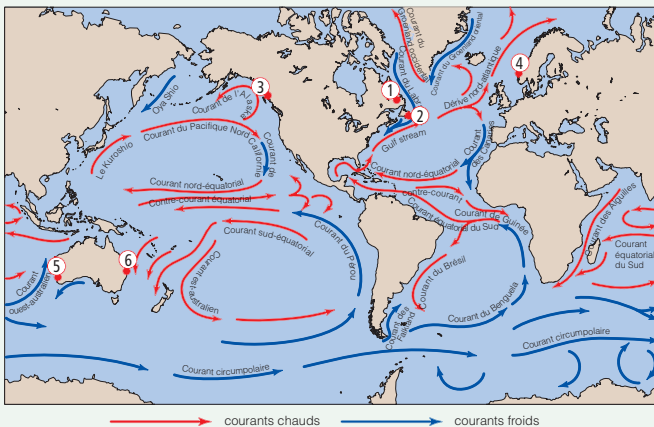 Courant du
Groenland occidental
Courant du Groenland oriental
Courant du Labr.
Dérive nord-atlantique
4
3
1
2
Oya Shio
Courant de l'Alaska
Courant du Pacifique Nord
Courant de
Californie
Le Kuroshio
Gulf stream
Courant
des Canaries
Courant nord-équatorial
Courant nord-équatorial
Contre-courant équatorial
contre-courant
Courant de Guinée
Courant équatorial du Sud
Courant sud-équatorial
Courant des Aiguilles
Courant
équatorial
du Sud
Courant du Pérou
Courant du Brésil
Courant est
australien
5
6
Courant
ouest-australien
Courant du Benguela
Courant des
Falkland
Courant circumpolaire
Courant circumpolaire
courants chauds
courants froids